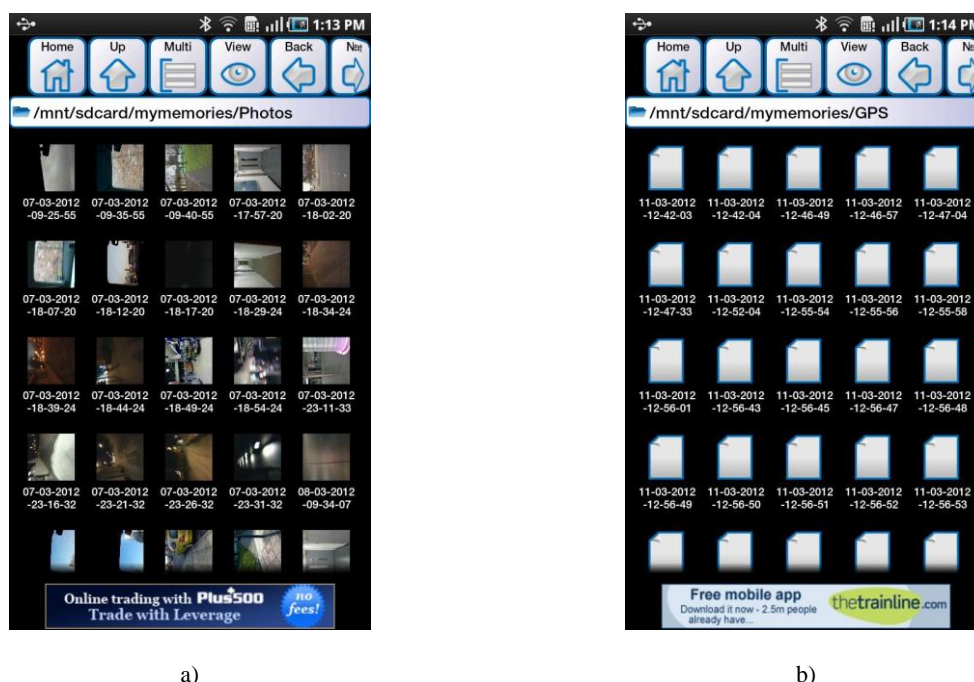 1:13 PM
Home Up Multi View Back
/mnt/sdcard/mymemories/Photos
07-03-2012 07-03-2012 07-03-2012 07-03-2012 07-03-2012
-09-25-55 -09-35-55 -09-40-55 -17-57-20 -18-02-20
07-03-2012 07-03-2012 07-03-2012 07-03-2012 07-03-2012
-18-07-20 -18-12-20 -18-17-20 -18-29-24 -18-34-24
07-03-2012 07-03-2012 07-03-2012 07-03-2012 07-03-2012
-18-39-24 -18-44-24 -18-49-24 -18-54-24 -23-11-33
07-03-2012 07-03-2012 07-03-2012 07-03-2012 08-03-2012
-23-16-32 -23-21-32 -23-26-32 -23-31-32 -09-34-07
Online trading with Plus500
Trade with Leverage
no
fees!
a)
1:14 PM
Home Up Multi View Back
/mnt/sdcard/mymemories/GPS
11-03-2012 11-03-2012 11-03-2012 11-03-2012 11-03-2012
-12-42-03 -12-42-04 -12-46-49 -12-46-57 -12-47-04
11-03-2012 11-03-2012 11-03-2012 11-03-2012 11-03-2012
-12-47-33 -12-52-04 -12-55-54 -12-55-56 -12-55-58
11-03-2012 11-03-2012 11-03-2012 11-03-2012 11-03-2012
-12-56-01 -12-56-43 -12-56-45 -12-56-47 -12-56-48
11-03-2012 11-03-2012 11-03-2012 11-03-2012 11-03-2012
-12-56-49 -12-56-50 -12-56-51 -12-56-52 -12-56-53
Free mobile app
Download it now - 2.5m people
already have...
thetrainline.com
b)